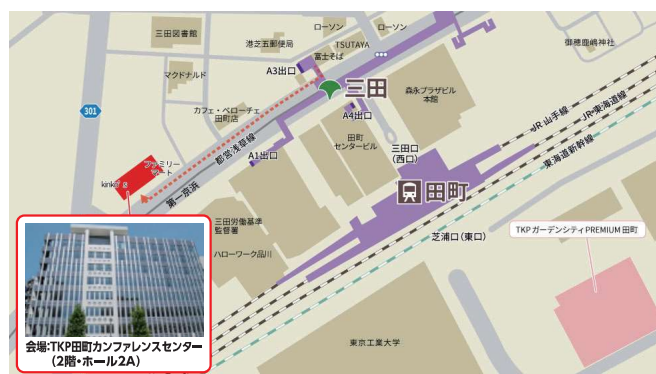 ローソン
ローソン
三田図書館
港芝五郵便局
TSUTAYA
富士そば
御穂鹿嶋神社
A3出口
マクドナルド
三田
森永プラザビル
本館
カフェ・ベローチェ
田町店
A4出口
301
都営浅草線
田町
センタービル
三田口
(西口)
JR山手線
JR東海道線
東海道新幹線
A1出口
ファミリー
マート
kinko's
第一京浜
田町
三田労働基準
監督署
ハローワーク品川
芝浦口(東口)
TKPガーデンシティPREMIUM田町
東京工業大学
会場:TKP田町カンファレンスセンター
(2階・ホール2A)